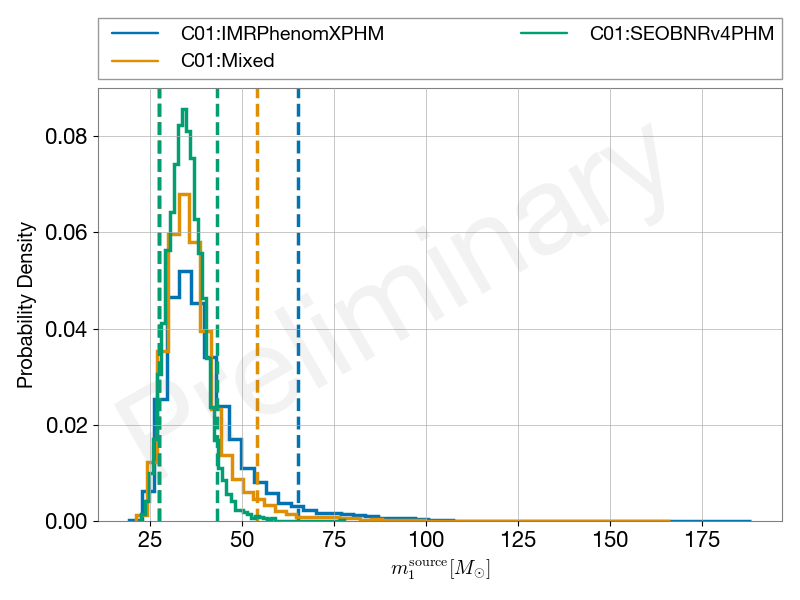 C01:IMRPhenomXPHM
C01:Mixed
C01:SEOBNRv4PHM
0.08
0.06
0.04
0.02
0.00
Probability Density
Preliminary
25 50 75 100 125 150 175
m₁^source [M⊙]